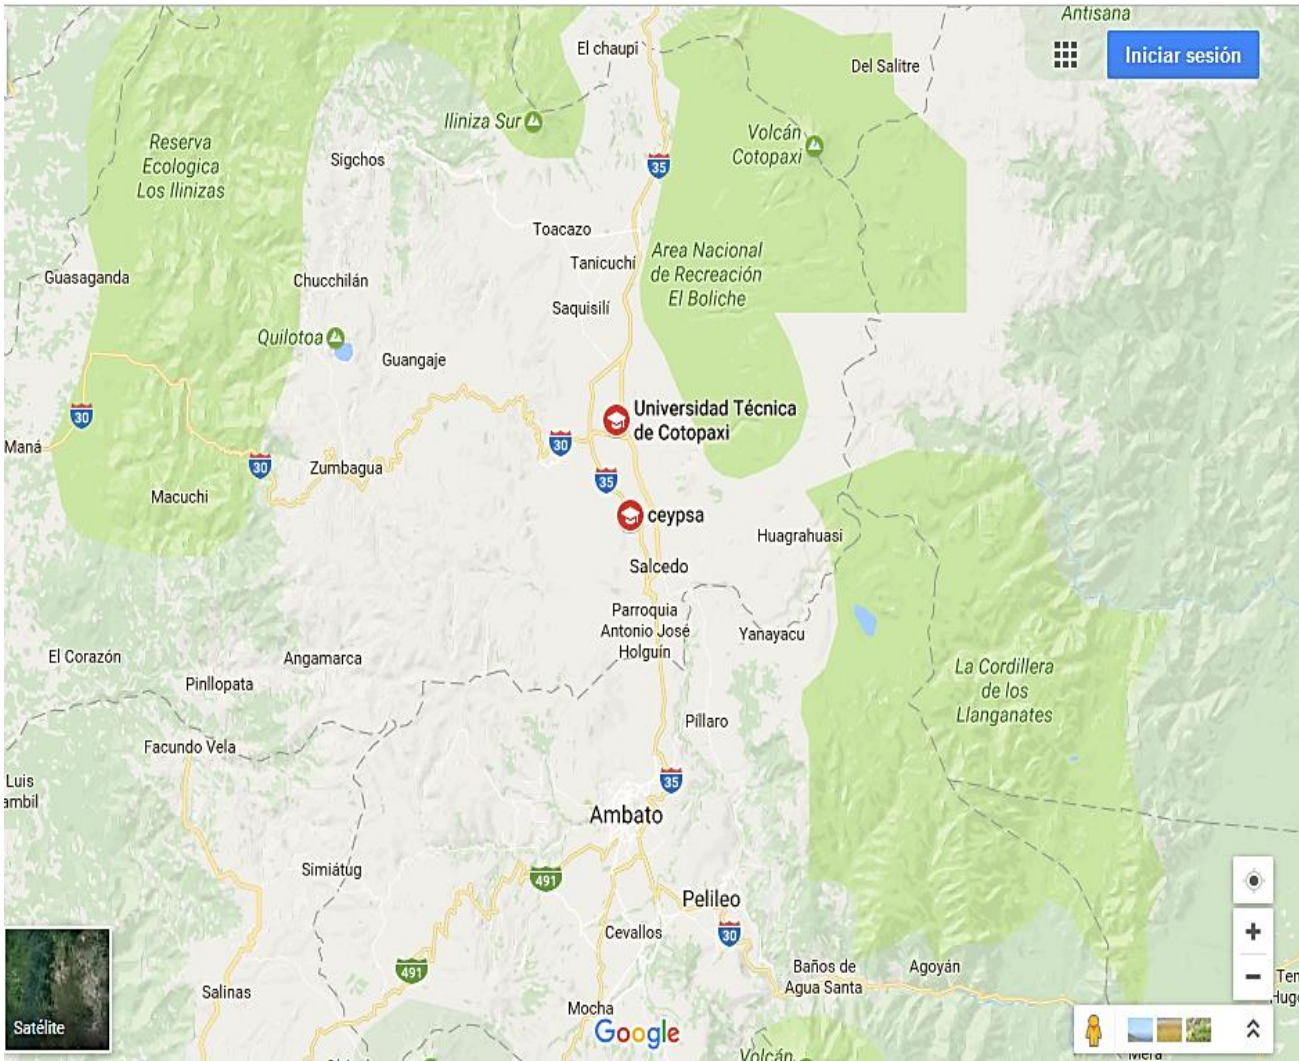 Antisana
El chaupi
Iniciar sesión
Del Salitre
Iliniza Sur
Volcán
Cotopaxi
Reserva
Ecologica
Los Ilinizas
Sigchos
35
Toacazo
Area Nacional
de Recreación
El Boliche
Tanicuchí
Guasaganda
Chucchilán
Saquisilí
Quilotoa
Guangaje
Universidad Técnica
de Cotopaxi
30
30
Maná
30
Zumbagua
35
Macuchi
ceypsa
Huagrahuasi
Salcedo
Parroquia
Antonio José
Holguín
Yanayacu
El Corazón
Angamarca
La Cordillera
de los
Llanganates
Pinllopata
Píllaro
Facundo Vela
Luis
ambil
35
Ambato
Simiátug
491
Pelileo
Cevallos
30
Baños de
Agua Santa
Agoyán
491
Salinas
Ten
Hugo
Mocha
Satélite
Google
Volcán
Mera